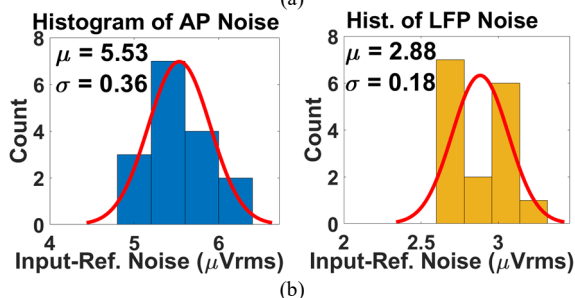 (a)
Histogram of AP Noise
μ = 5.53
σ = 0.36
Count
8
6
4
2
0
4 5 6
Input-Ref. Noise (μVrms)
Hist. of LFP Noise
μ = 2.88
σ = 0.18
Count
8
6
4
2
0
2 2.5 3
Input-Ref. Noise (μVrms)
(b)